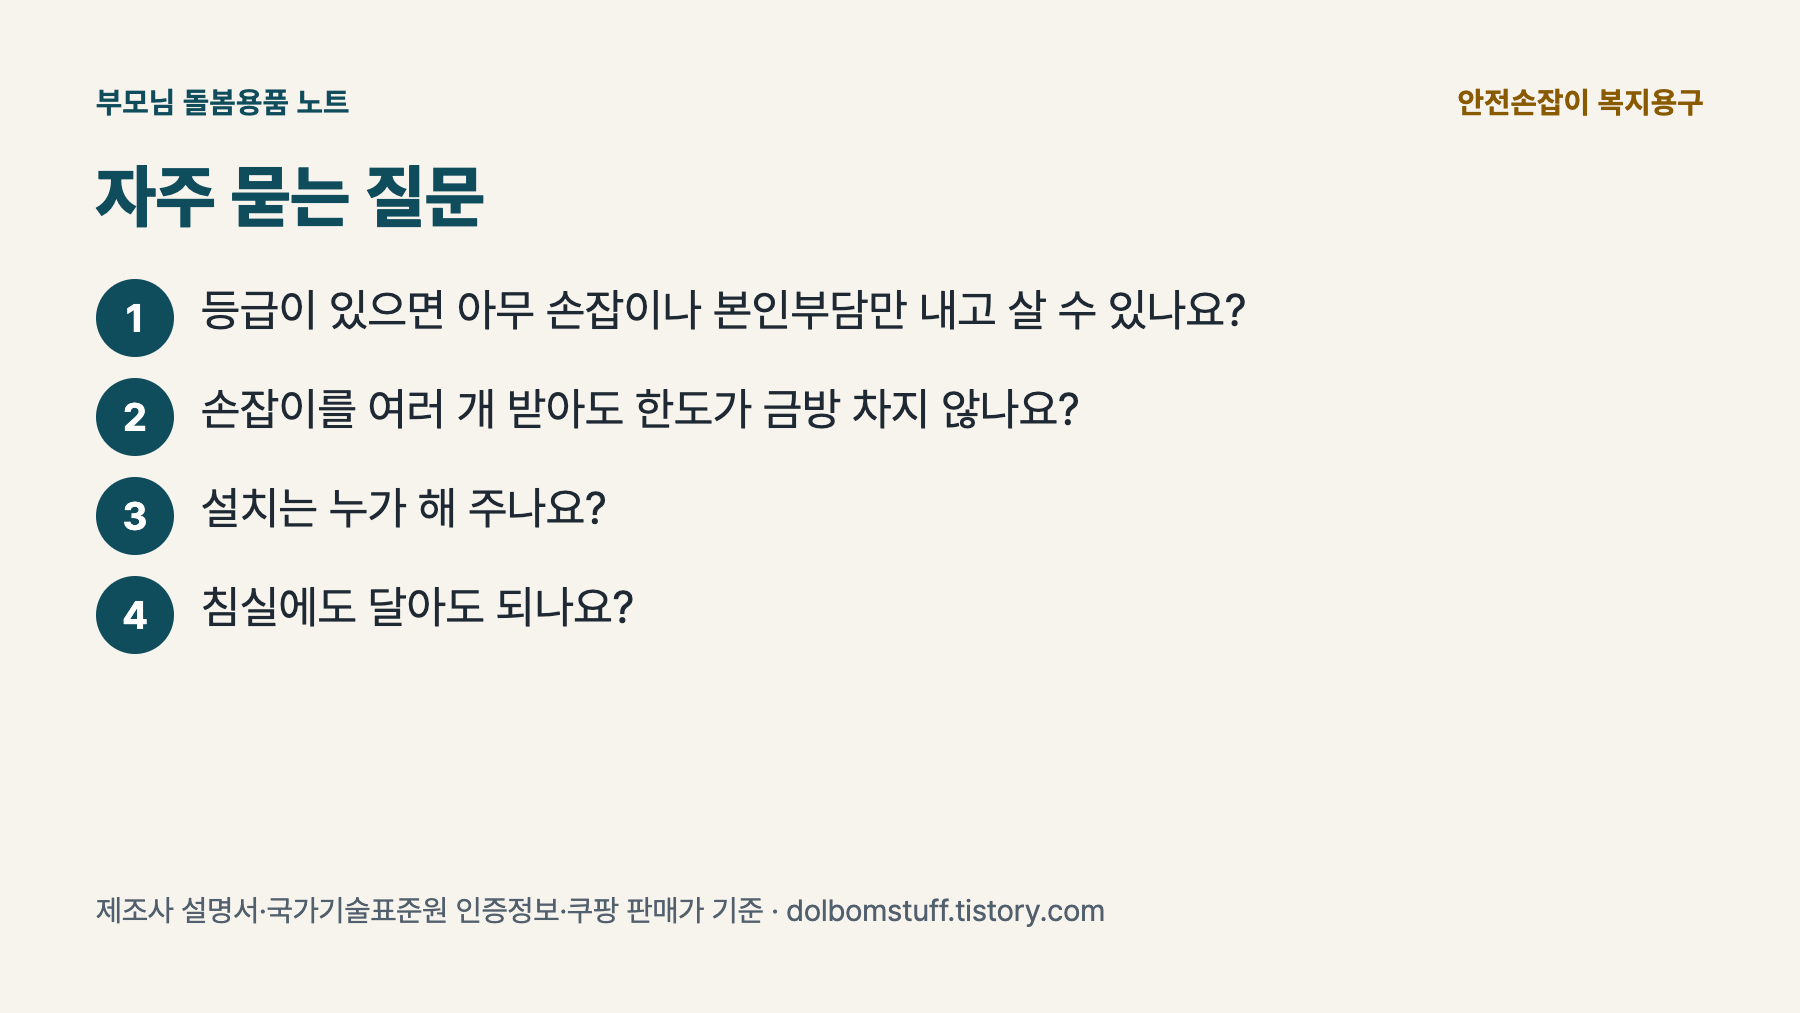 부모님 돌봄용품 노트
안전손잡이 복지용구
자주 묻는 질문
1 등급이 있으면 아무 손잡이나 본인부담만 내고 살 수 있나요?
2 손잡이를 여러 개 받아도 한도가 금방 차지 않나요?
3 설치는 누가 해 주나요?
4 침실에도 달아도 되나요?
제조사 설명서·국가기술표준원 인증정보·쿠팡 판매가 기준 · dolbomstuff.tistory.com